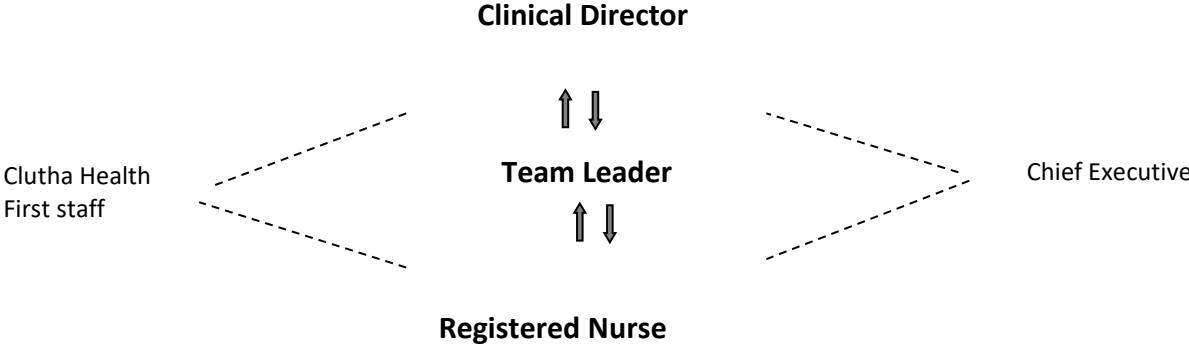 Clinical Director
Team Leader
Clutha Health
First staff
Chief Executive
Registered Nurse